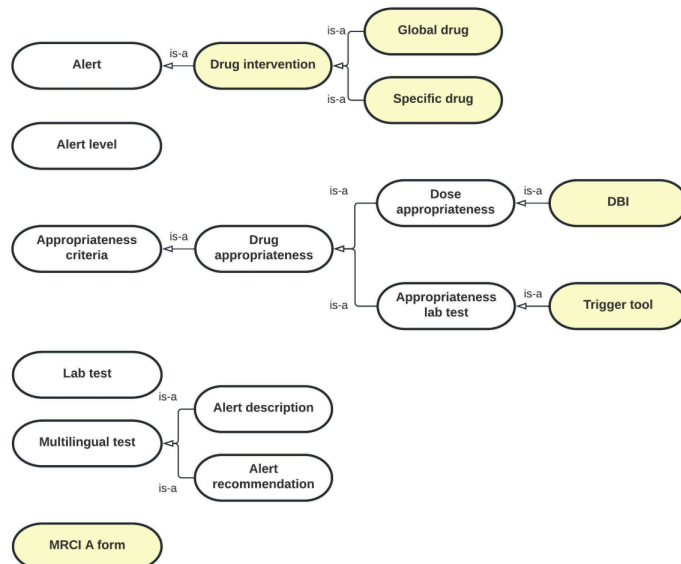 Global drug
is-a
Alert
is-a
Drug intervention
is-a
Specific drug
Alert level
is-a
Dose
appropriateness
is-a
DBI
Appropriateness
criteria
is-a
Drug
appropriateness
is-a
Appropriateness
lab test
is-a
Trigger tool
Lab test
is-a
Alert description
Multilingual test
is-a
Alert
recommendation
MRCI A form